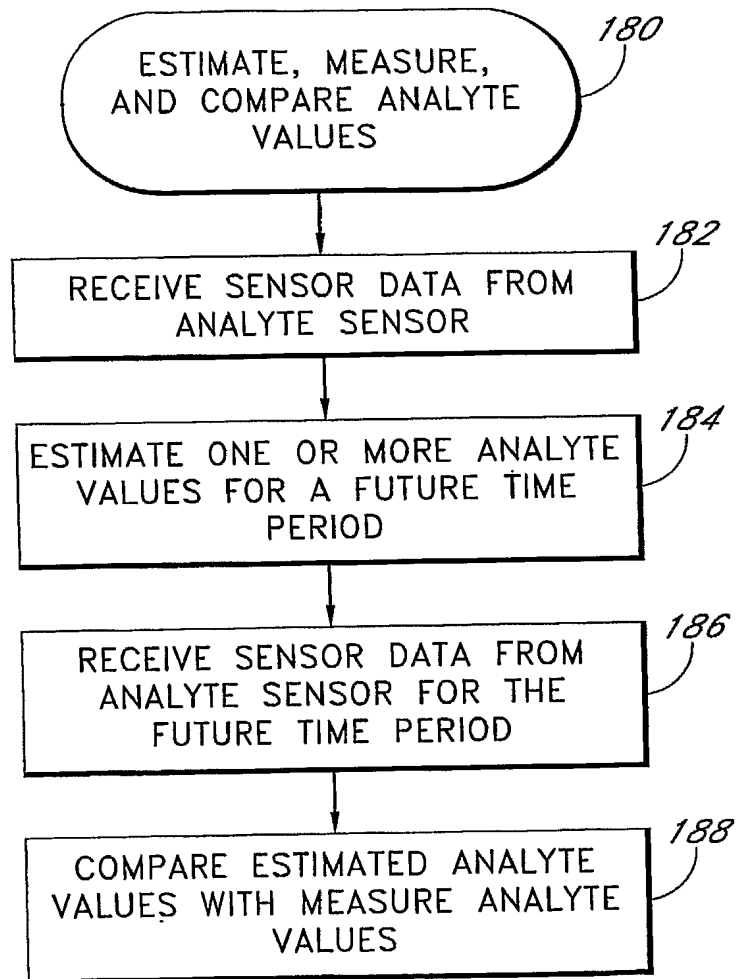 180
ESTIMATE, MEASURE,
AND COMPARE ANALYTE
VALUES
182
RECEIVE SENSOR DATA FROM
ANALYTE SENSOR
184
ESTIMATE ONE OR MORE ANALYTE
VALUES FOR A FUTURE TIME
PERIOD
186
RECEIVE SENSOR DATA FROM
ANALYTE SENSOR FOR THE
FUTURE TIME PERIOD
188
COMPARE ESTIMATED ANALYTE
VALUES WITH MEASURE ANALYTE
VALUES